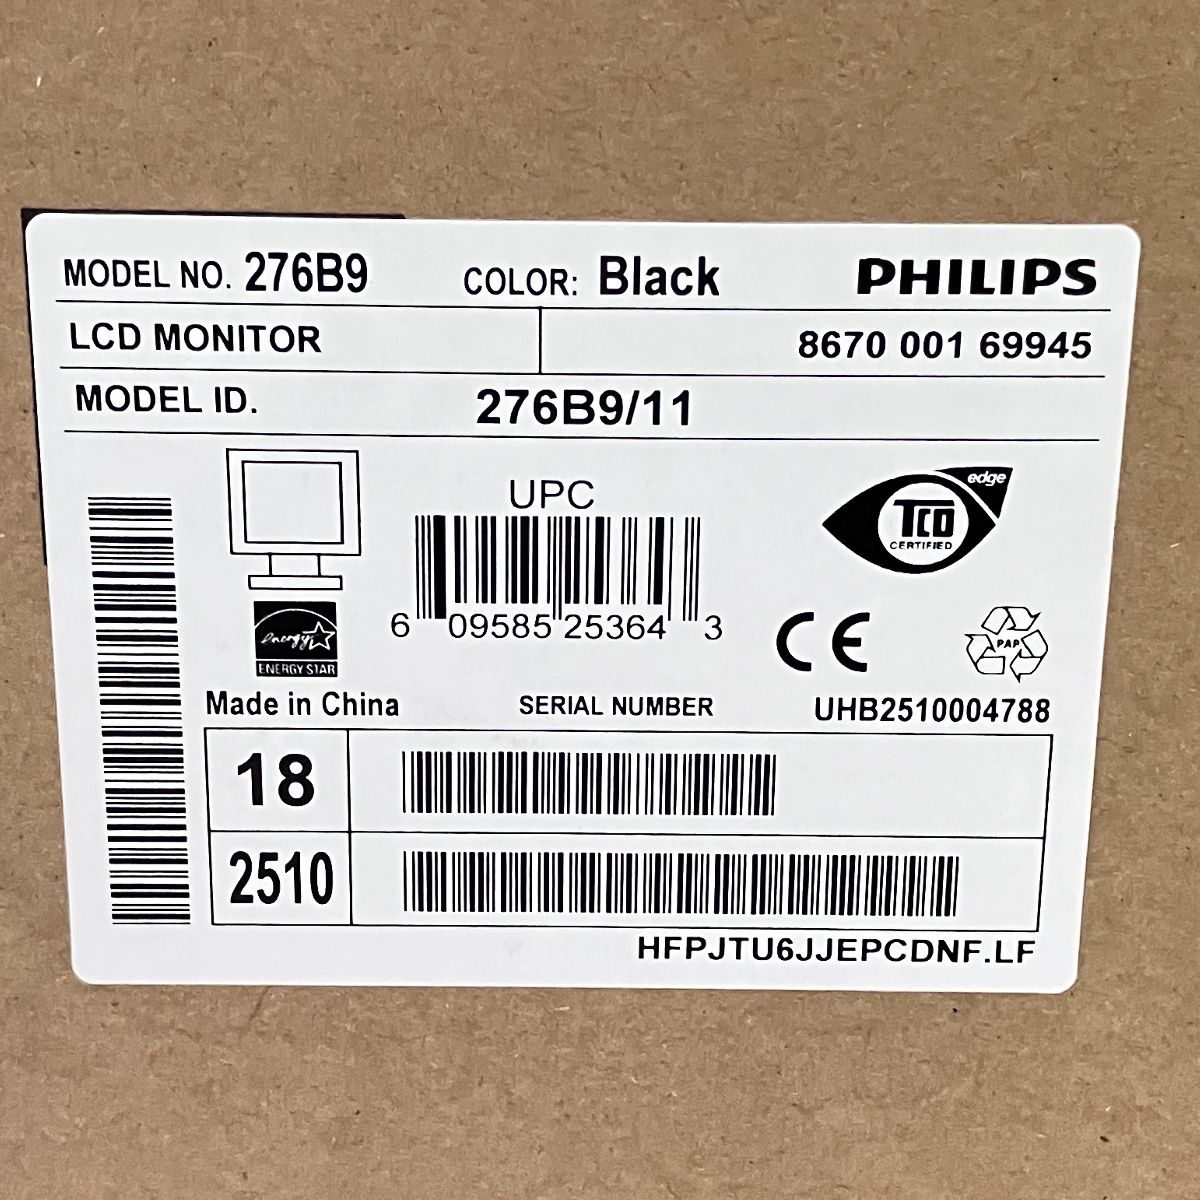 MODEL NO. 276B9 COLOR: Black PHILIPS
LCD MONITOR 8670 001 69945
MODEL ID. 276B9/11
UPC
edge
TCO
CERTIFIED
6 09585 25364 3
energy
ENERGY STAR
PAP
CE
Made in China SERIAL NUMBER UHB2510004788
18
2510
HFPJTU6JJEPCDNF.LF